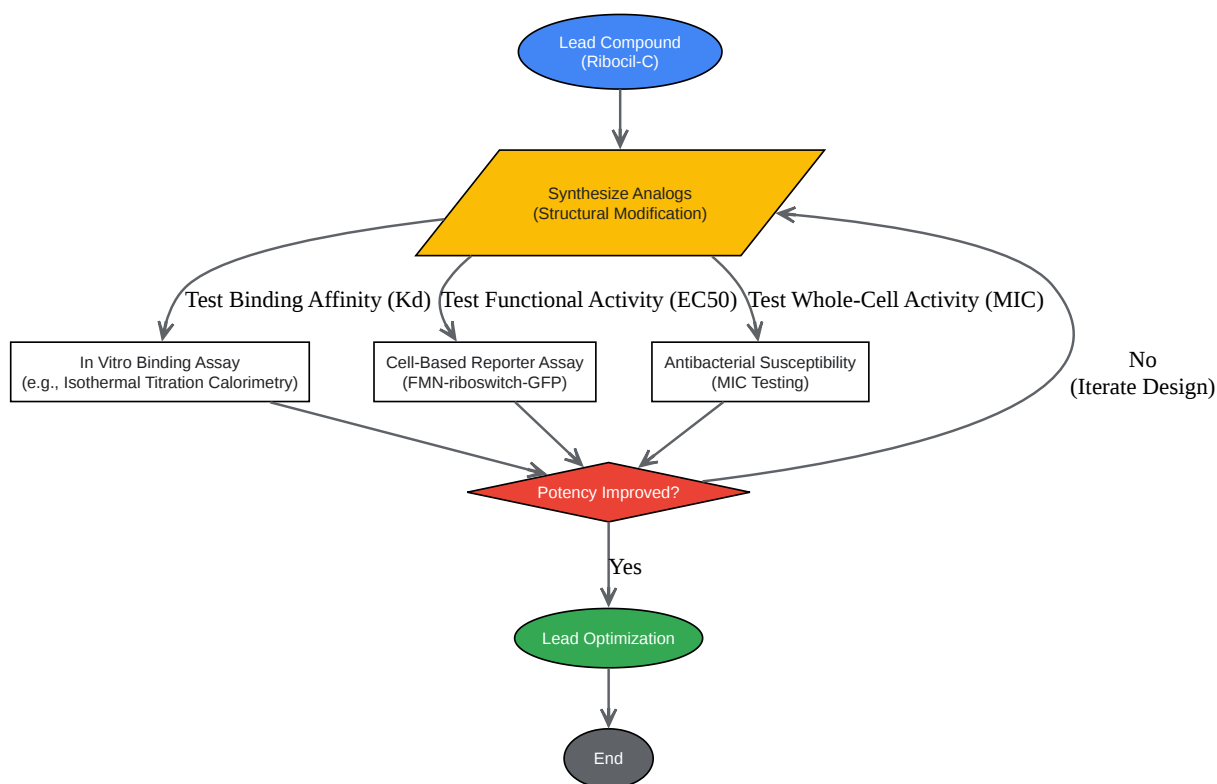 Lead Compound
(Ribocil-C)
Synthesize Analogs
(Structural Modification)
Test Binding Affinity (Kd)
Test Functional Activity (EC50)
Test Whole-Cell Activity (MIC)
In Vitro Binding Assay
(e.g., Isothermal Titration Calorimetry)
Cell-Based Reporter Assay
(FMN-riboswitch-GFP)
Antibacterial Susceptibility
(MIC Testing)
No
(Iterate Design)
Potency Improved?
Yes
Lead Optimization
End